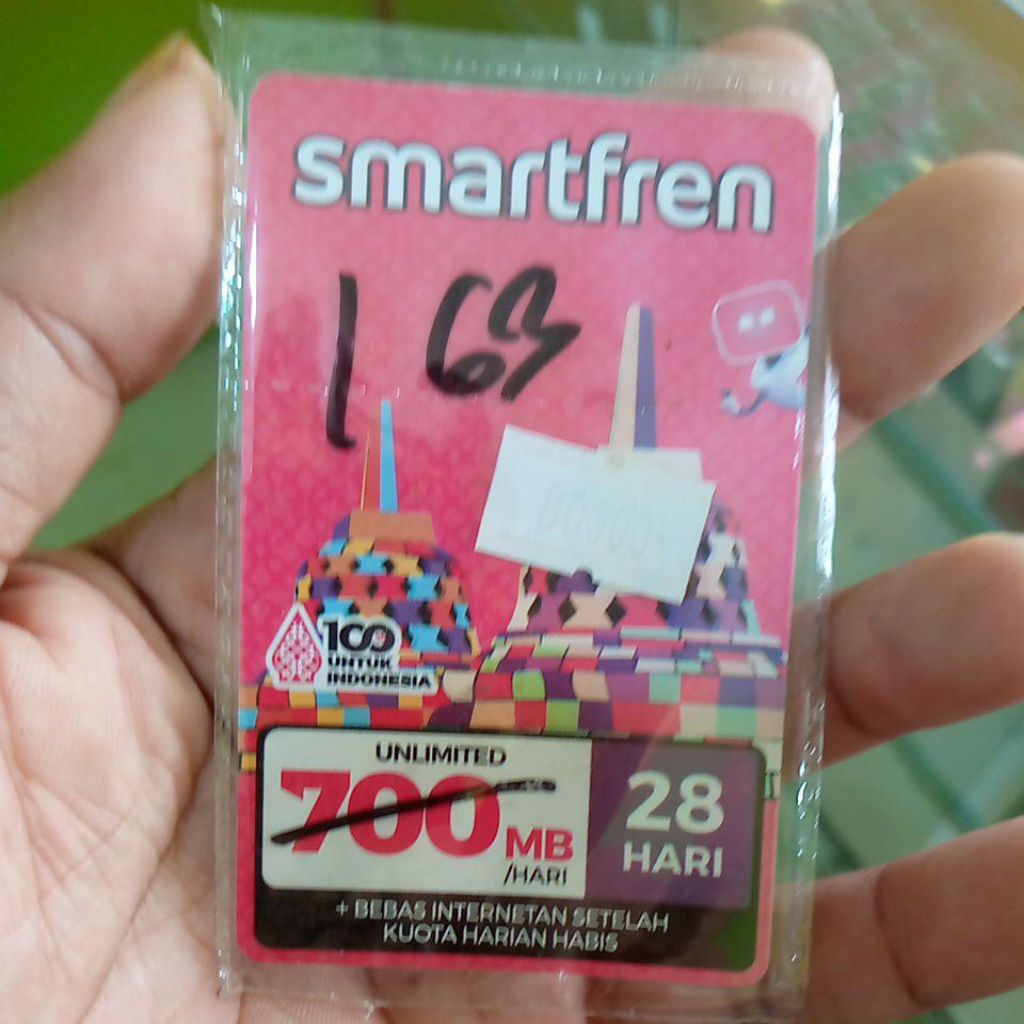 smartfren
1 GB
100
UNTUK
INDONESIA
UNLIMITED
700 MB
/HARI
28
HARI
+ BEBAS INTERNETAN SETELAH
KUOTA HARIAN HABIS